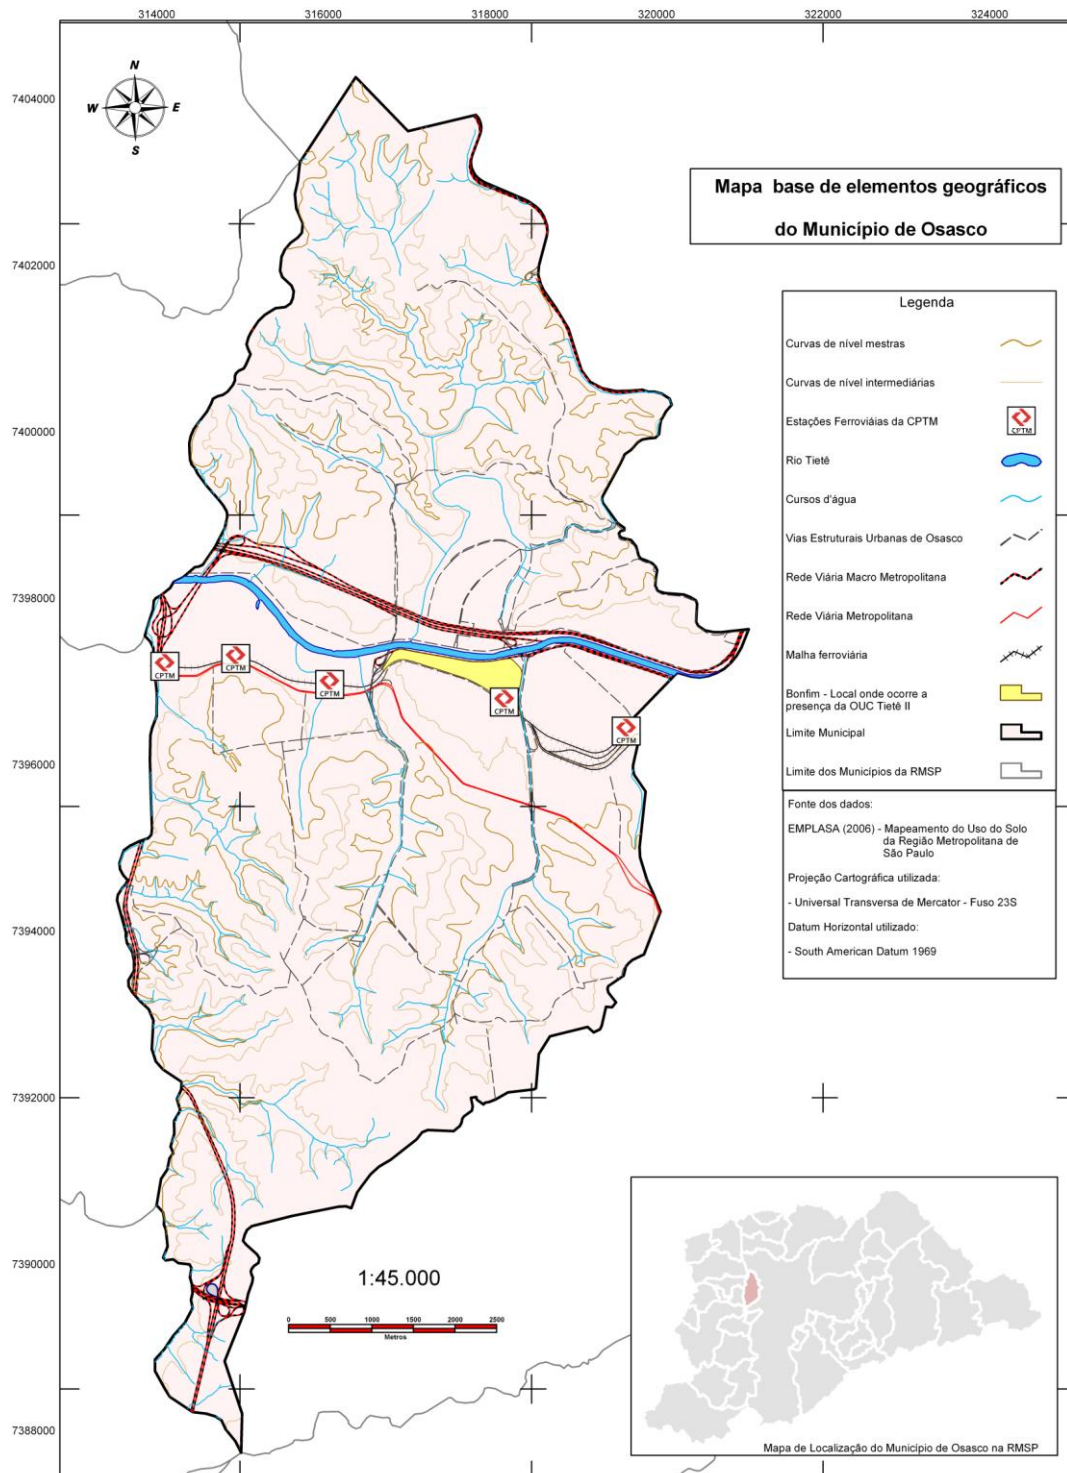 314000 316000 318000 320000 322000 324000
7404000
7402000
7400000
7398000
7396000
7394000
7392000
7390000
7388000
N
W E
S
Mapa base de elementos geográficos
do Município de Osasco
Legenda
Curvas de nível mestras
Curvas de nível intermediárias
Estações Ferroviáias da CPTM
CPTM
Rio Tietê
Cursos d'água
Vias Estruturais Urbanas de Osasco
Rede Viária Macro Metropolitana
Rede Viária Metropolitana
Malha ferroviária
Bonfim - Local onde ocorre a
presença da OUC Tietê II
Limite Municipal
Limite dos Municípios da RMSP
Fonte dos dados:
EMPLASA (2006) - Mapeamento do Uso do Solo
da Região Metropolitana de
São Paulo
Projeção Cartográfica utilizada:
- Universal Transversa de Mercator - Fuso 23S
Datum Horizontal utilizado:
- South American Datum 1969
CPTM
CPTM
CPTM
CPTM
CPTM
1:45.000
0 500 1000 1500 2000 2500
Metros
Mapa de Localização do Município de Osasco na RMSP